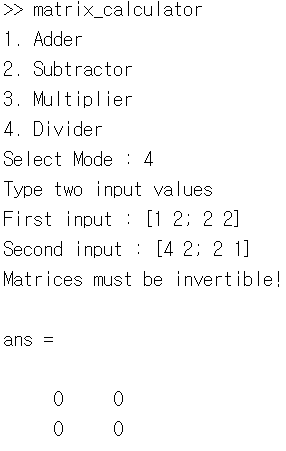 >> matrix_calculator
1. Adder
2. Subtractor
3. Multiplier
4. Divider
Select Mode : 4
Type two input values
First input : [1 2; 2 2]
Second input : [4 2; 2 1]
Matrices must be invertible!
ans =
0 0
0 0